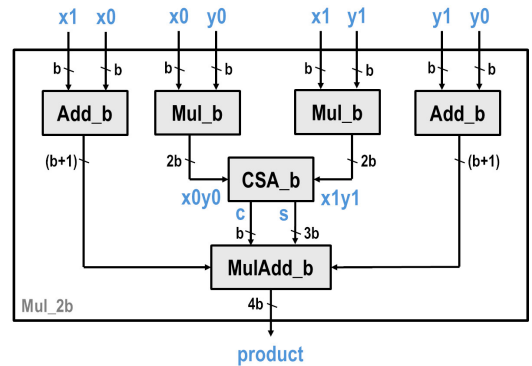 x1 x0 x0 y0 x1 y1 y1 y0
b b b b b b b b
Add_b Mul_b Mul_b Add_b
(b+1) 2b 2b (b+1)
CSA_b
x0y0 x1y1
c s
b 3b
MulAdd_b
Mul_2b 4b
product